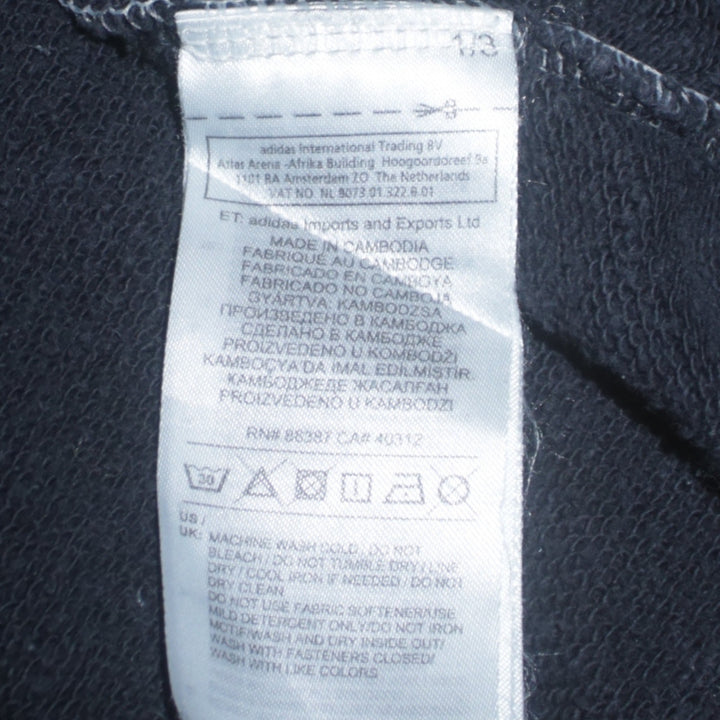 1/3
adidas International Trading BV
Atlas Arena -Afrika Building Hoogoorddreef 9a
1101 BA Amsterdam ZO The Netherlands
VAT NO NL 8073.01.322.B.01
ET: adidas Imports and Exports Ltd
MADE IN CAMBODIA
FABRIQUÉ AU CAMBODGE
FABRICADO EN CAMBOYA
FABRICADO NO CAMBOJA
GYÁRTVA: KAMBODZSA
ПРОИЗВЕДЕНО В КАМБОДЖА
СДЕЛАНО В КАМБОДЖЕ
PROIZVEDENO U KOMBODŽI
KAMBOÇYA'DA IMAL EDİLMİSTİR.
КАМБОДЖЕДЕ ЖАСАЛҒАН
PROIZVEDENO U KAMBODZI
RN# 88387 CA# 40312
30
US /
UK: MACHINE WASH COLD/ DO NOT
BLEACH / DO NOT TUMBLE DRY / LINE
DRY / COOL IRON IF NEEDED / DO NOT
DRY CLEAN
DO NOT USE FABRIC SOFTENER/USE
MILD DETERGENT ONLY/DO NOT IRON
MOTIF/WASH AND DRY INSIDE OUT/
WASH WITH FASTENERS CLOSED/
WASH WITH LIKE COLORS